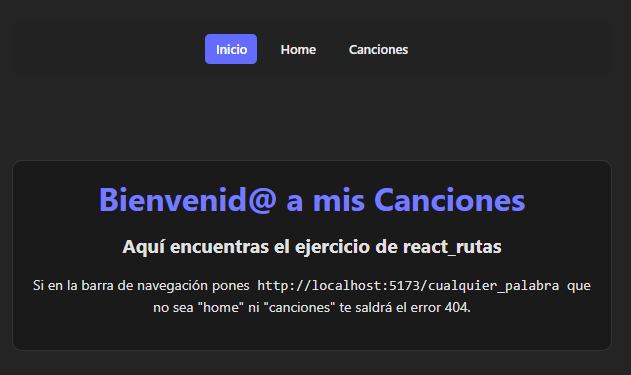 Inicio Home Canciones
Bienvenid@ a mis Canciones
Aquí encuentras el ejercicio de react_rutas
Si en la barra de navegación pones http://localhost:5173/cualquier_palabra que
no sea "home" ni "canciones" te saldrá el error 404.